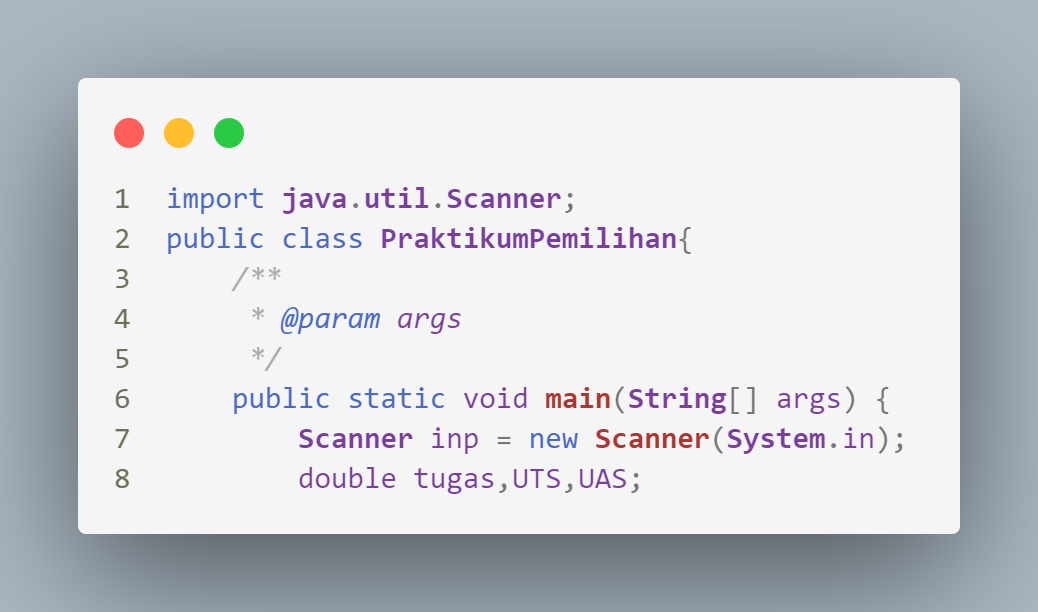 1 import java.util.Scanner;
2 public class PraktikumPemilihan{
3     /**
4      * @param args
5      */
6     public static void main(String[] args) {
7         Scanner inp = new Scanner(System.in);
8         double tugas,UTS,UAS;